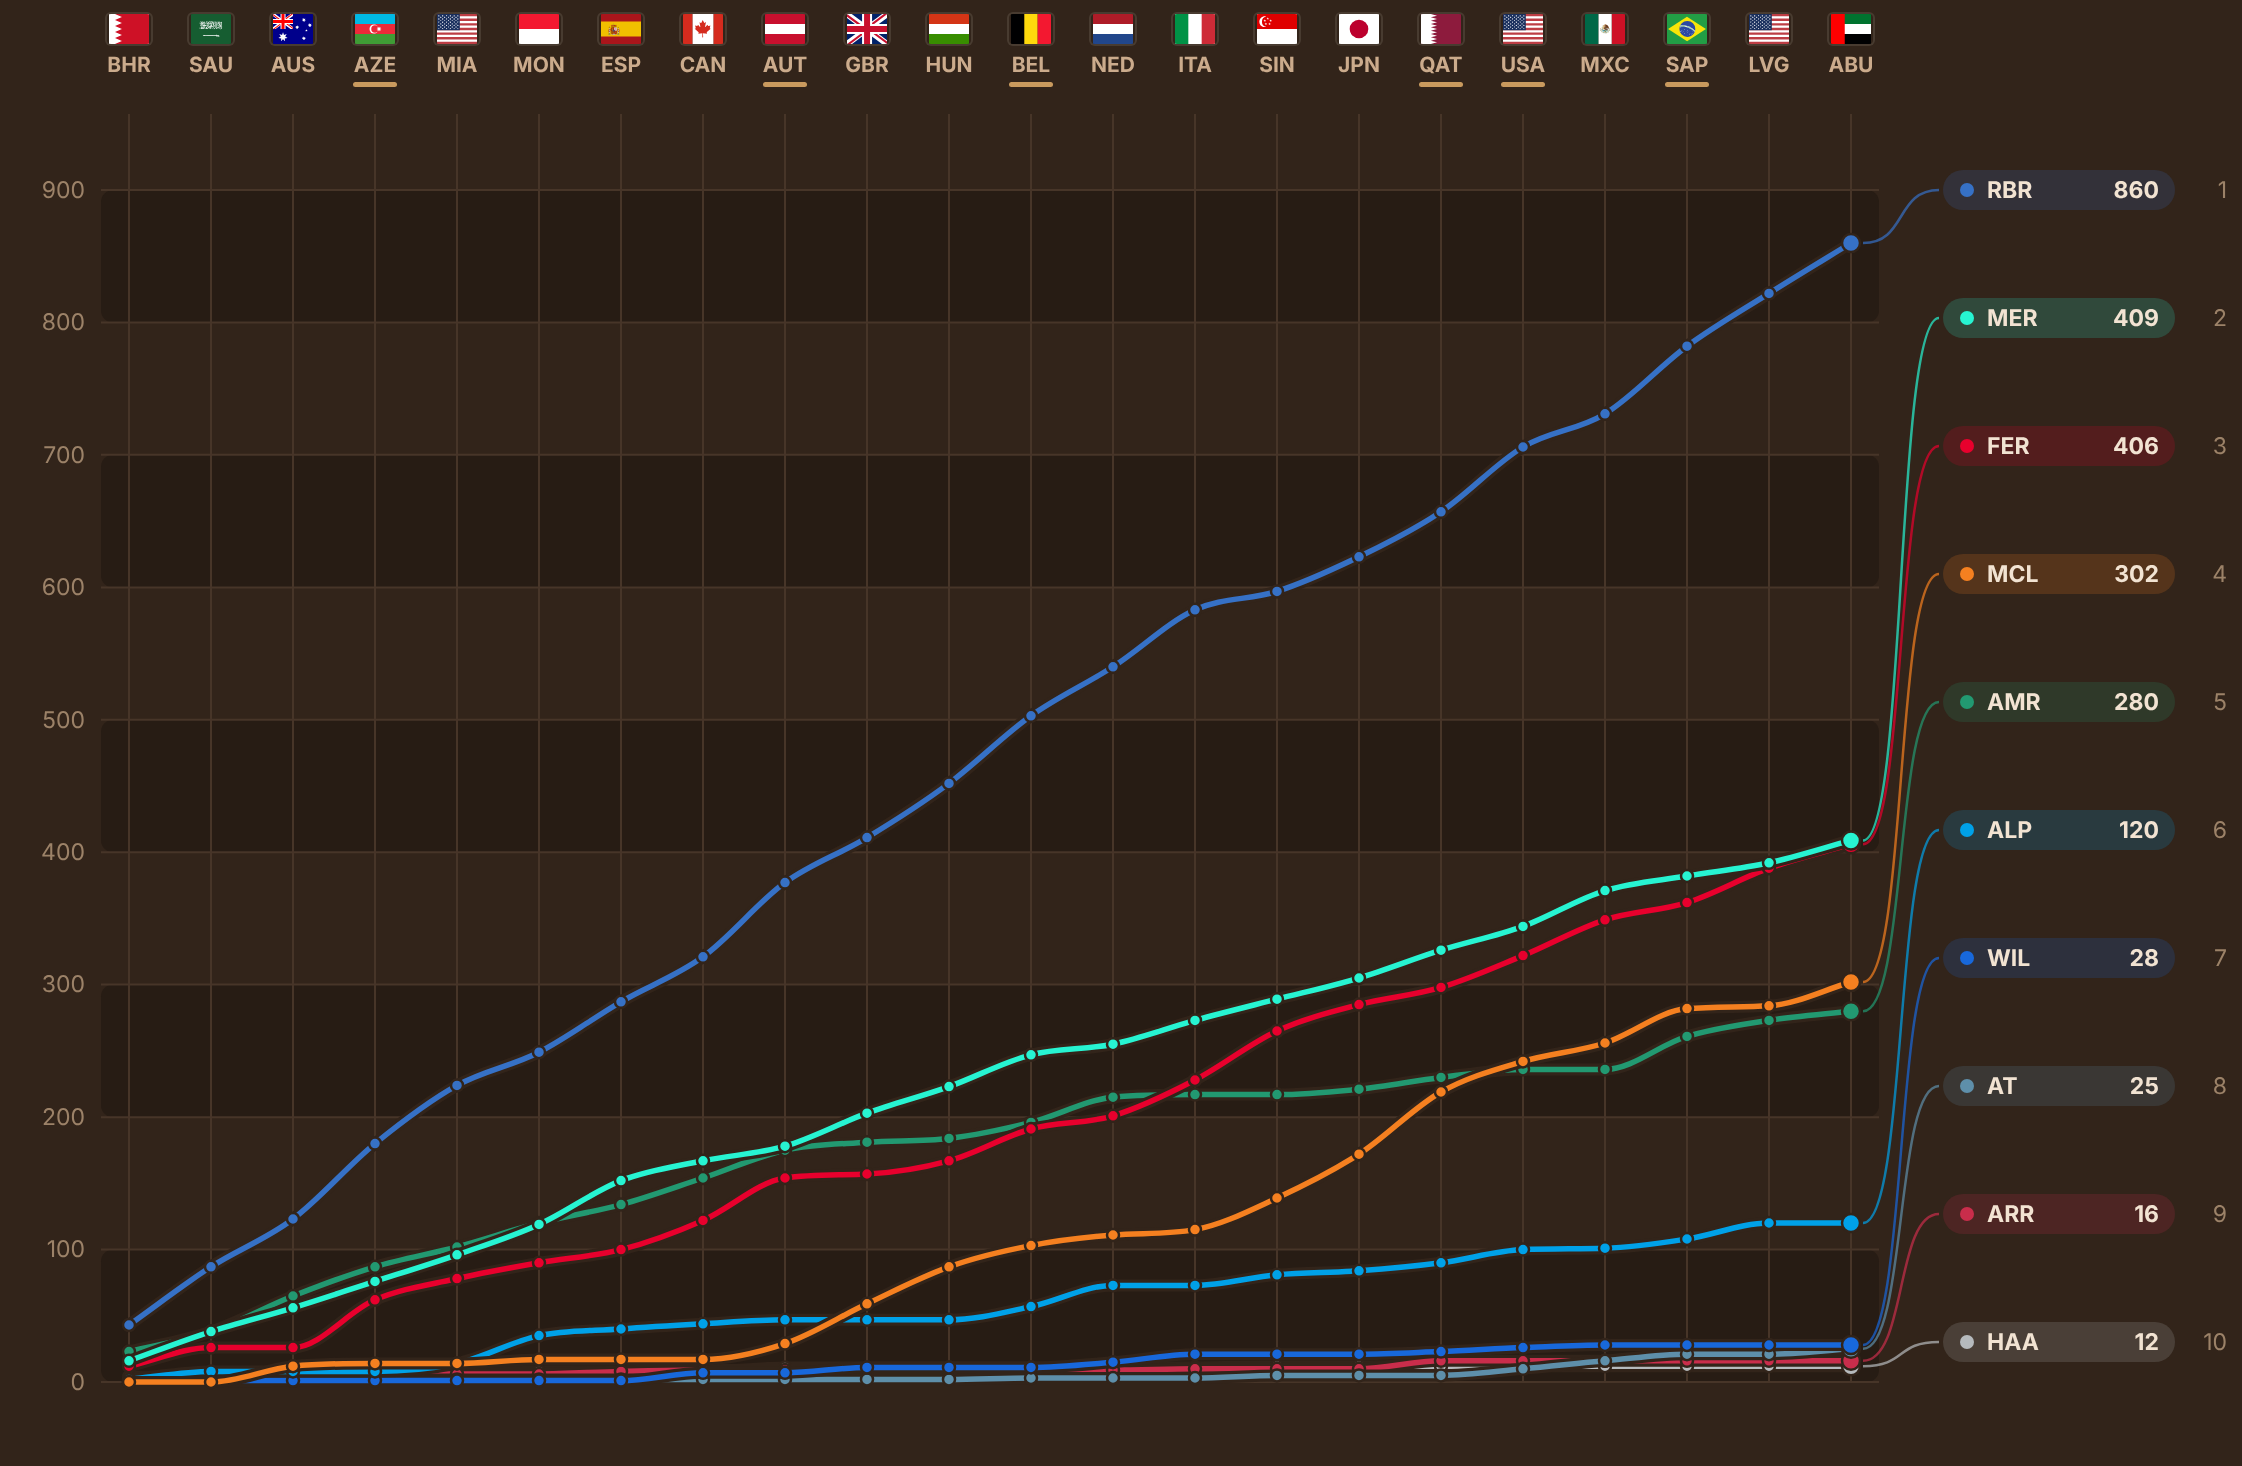 BHR SAU AUS AZE MIA MON ESP CAN AUT GBR HUN BEL NED ITA SIN JPN QAT USA MXC SAP LVG ABU
900
800
700
600
500
400
300
200
100
0
RBR 860 1
MER 409 2
FER 406 3
MCL 302 4
AMR 280 5
ALP 120 6
WIL 28 7
AT 25 8
ARR 16 9
HAA 12 10